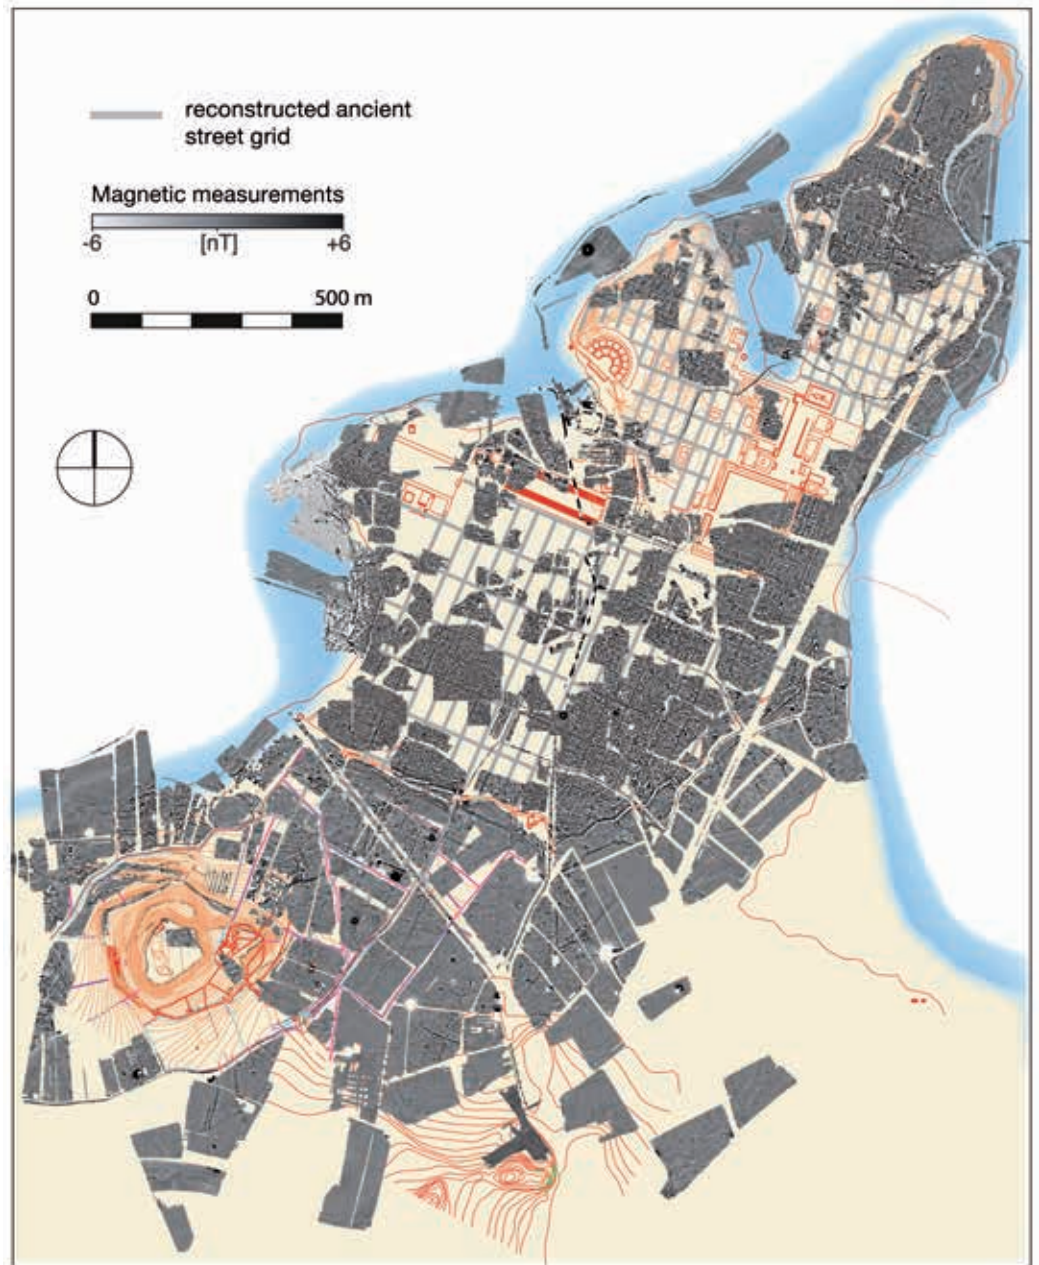 reconstructed ancient
street grid
Magnetic measurements
-6 [nT] +6
0 500 m